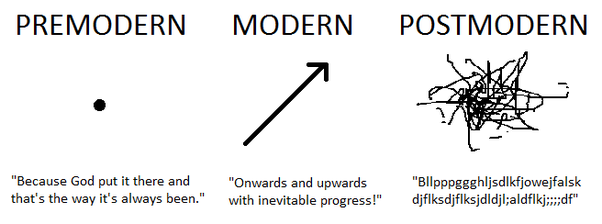 PREMODERN MODERN POSTMODERN
"Because God put it there and
that's the way it's always been."
"Onwards and upwards
with inevitable progress!"
"Bllpppggghljsdlkfjowejfalsk
djflksdjflksjdldjl;aldflkj;;;;df"